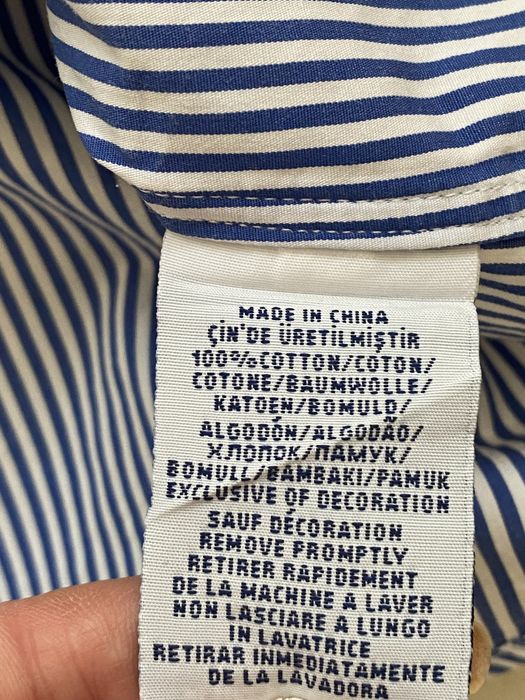 MADE IN CHINA
ÇİN'DE ÜRETİLMİŞTİR
100% COTTON/COTON/
COTONE/BAUMWOLLE/
KATOEN/BOMULD/
ALGODÓN/ALGODÃO/
ХЛОПОК/ПАМУК/
BOMULL/BAMBAKI/PAMUK
EXCLUSIVE OF DECORATION
SAUF DÉCORATION
REMOVE PROMPTLY
RETIRER RAPIDEMENT
DE LA MACHINE A LAVER
NON LASCIARE A LUNGO
IN LAVATRICE
RETIRAR INMEDIATAMENTE
DE LA LAVADORA